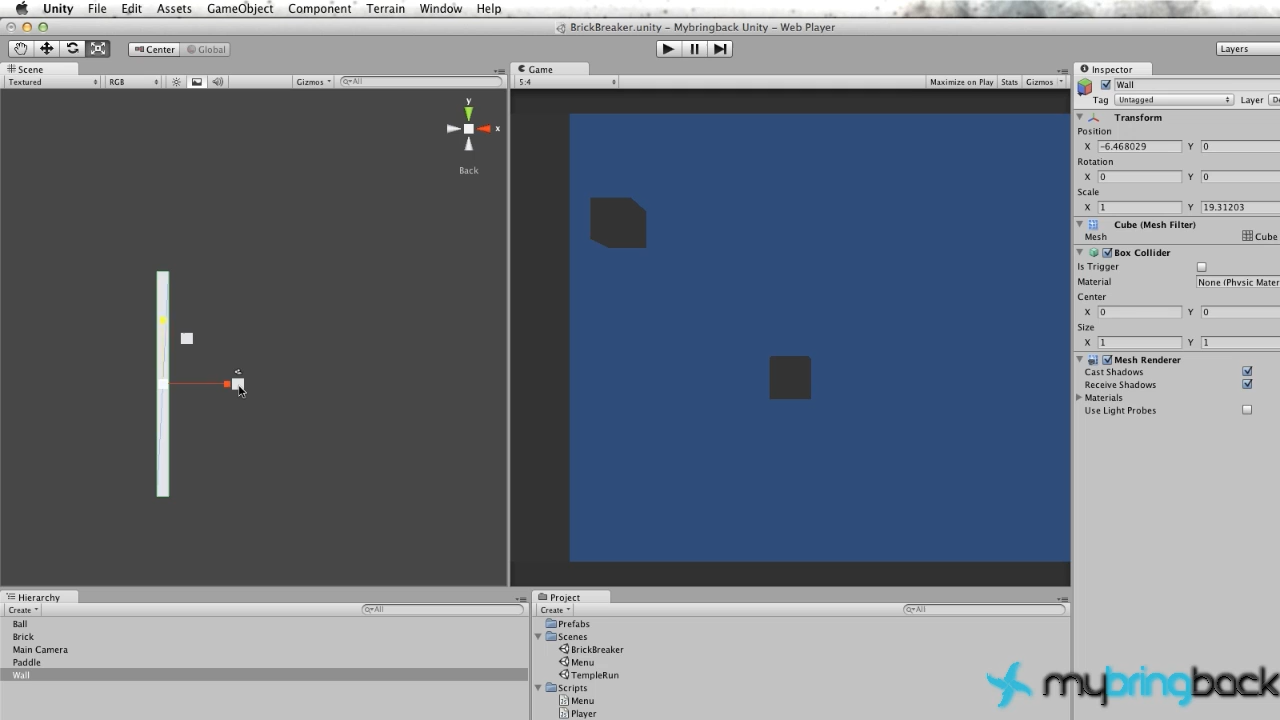 Unity File Edit Assets GameObject Component Terrain Window Help
BrickBreaker.unity – Mybringback Unity – Web Player
Center Global Layers
Scene Game Inspector
Textured RGB Gizmos All 5:4 Maximize on Play Stats Gizmos Wall
Tag Untagged Layer De
y
x
Back
Transform
Position
X -6.468029 Y 0
Rotation
X 0 Y 0
Scale
X 1 Y 19.31203
Cube (Mesh Filter)
Mesh Cube
Box Collider
Is Trigger
Material None (Physic Mater
Center
X 0 Y 0
Size
X 1 Y 1
Mesh Renderer
Cast Shadows
Receive Shadows
Materials
Use Light Probes
Hierarchy Project
Create All Create All
Ball
Brick
Main Camera
Paddle
Wall
Prefabs
Scenes
BrickBreaker
Menu
TempleRun
Scripts
Menu
Player
mybringback